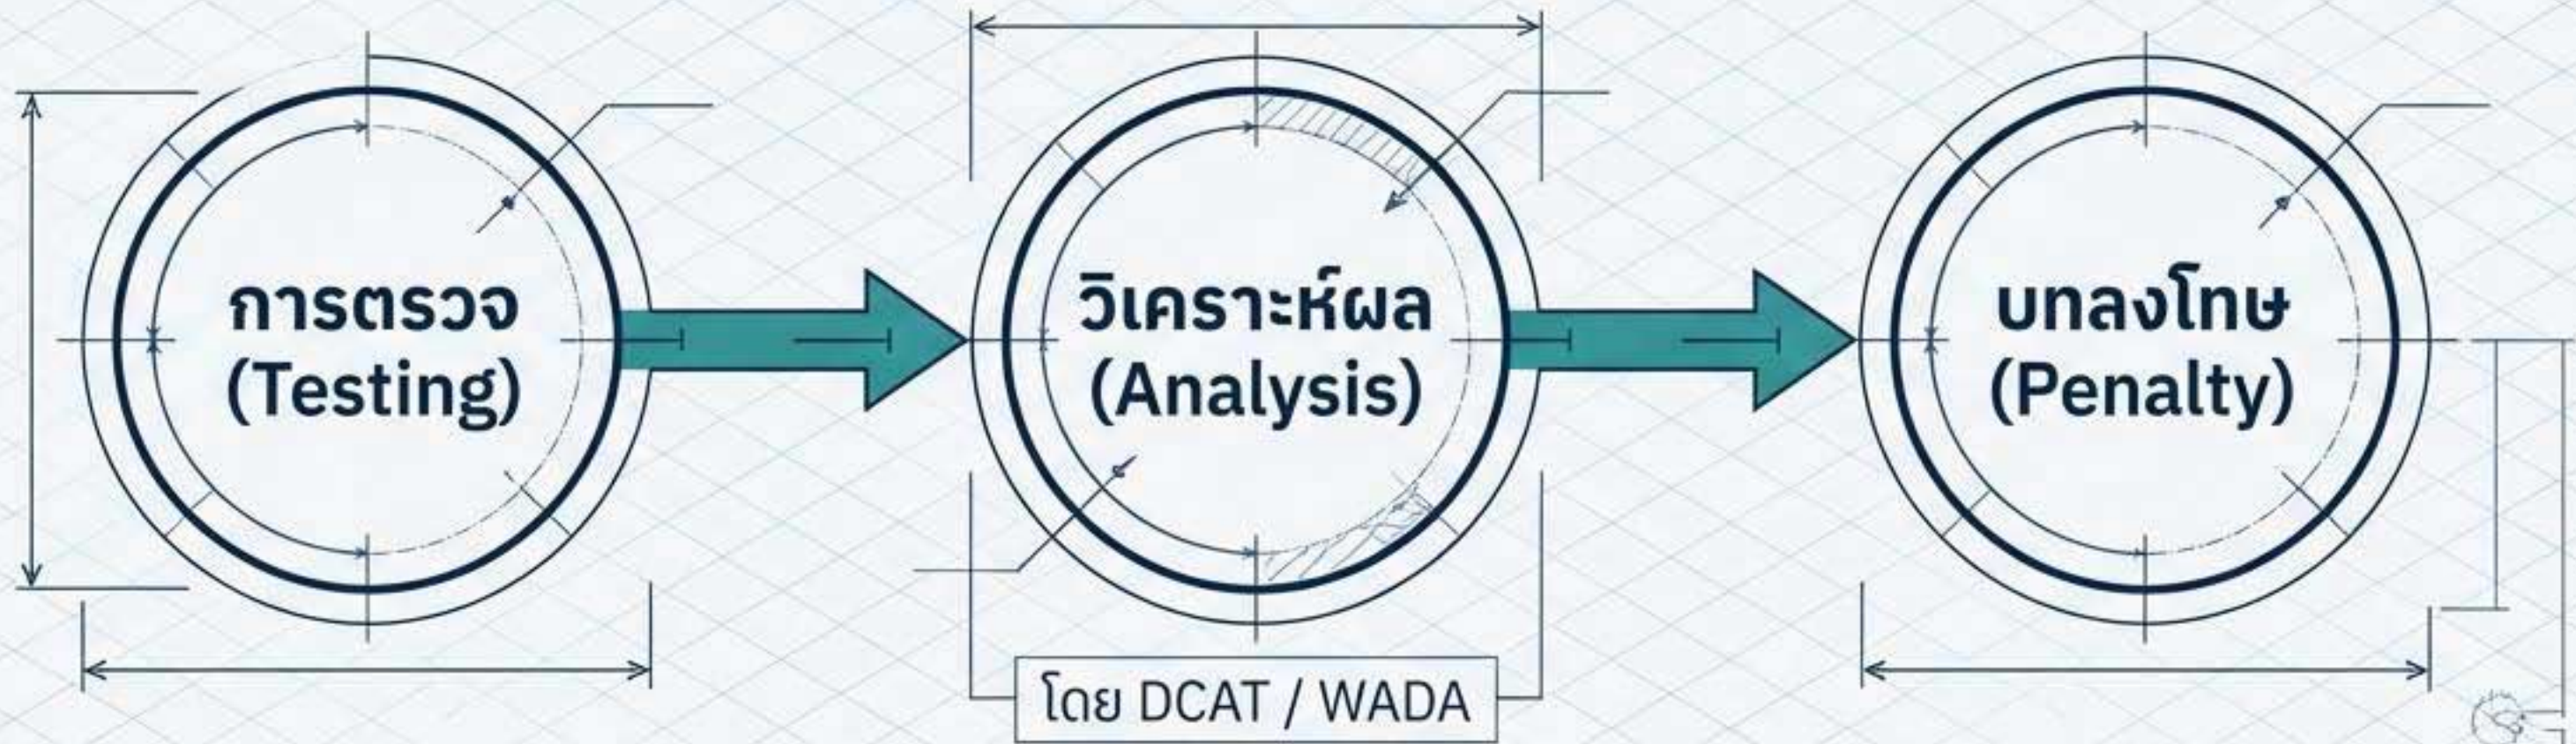 การตรวจ
(Testing)
วิเคราะห์ผล
(Analysis)
บทลงโทษ
(Penalty)
โดย DCAT / WADA